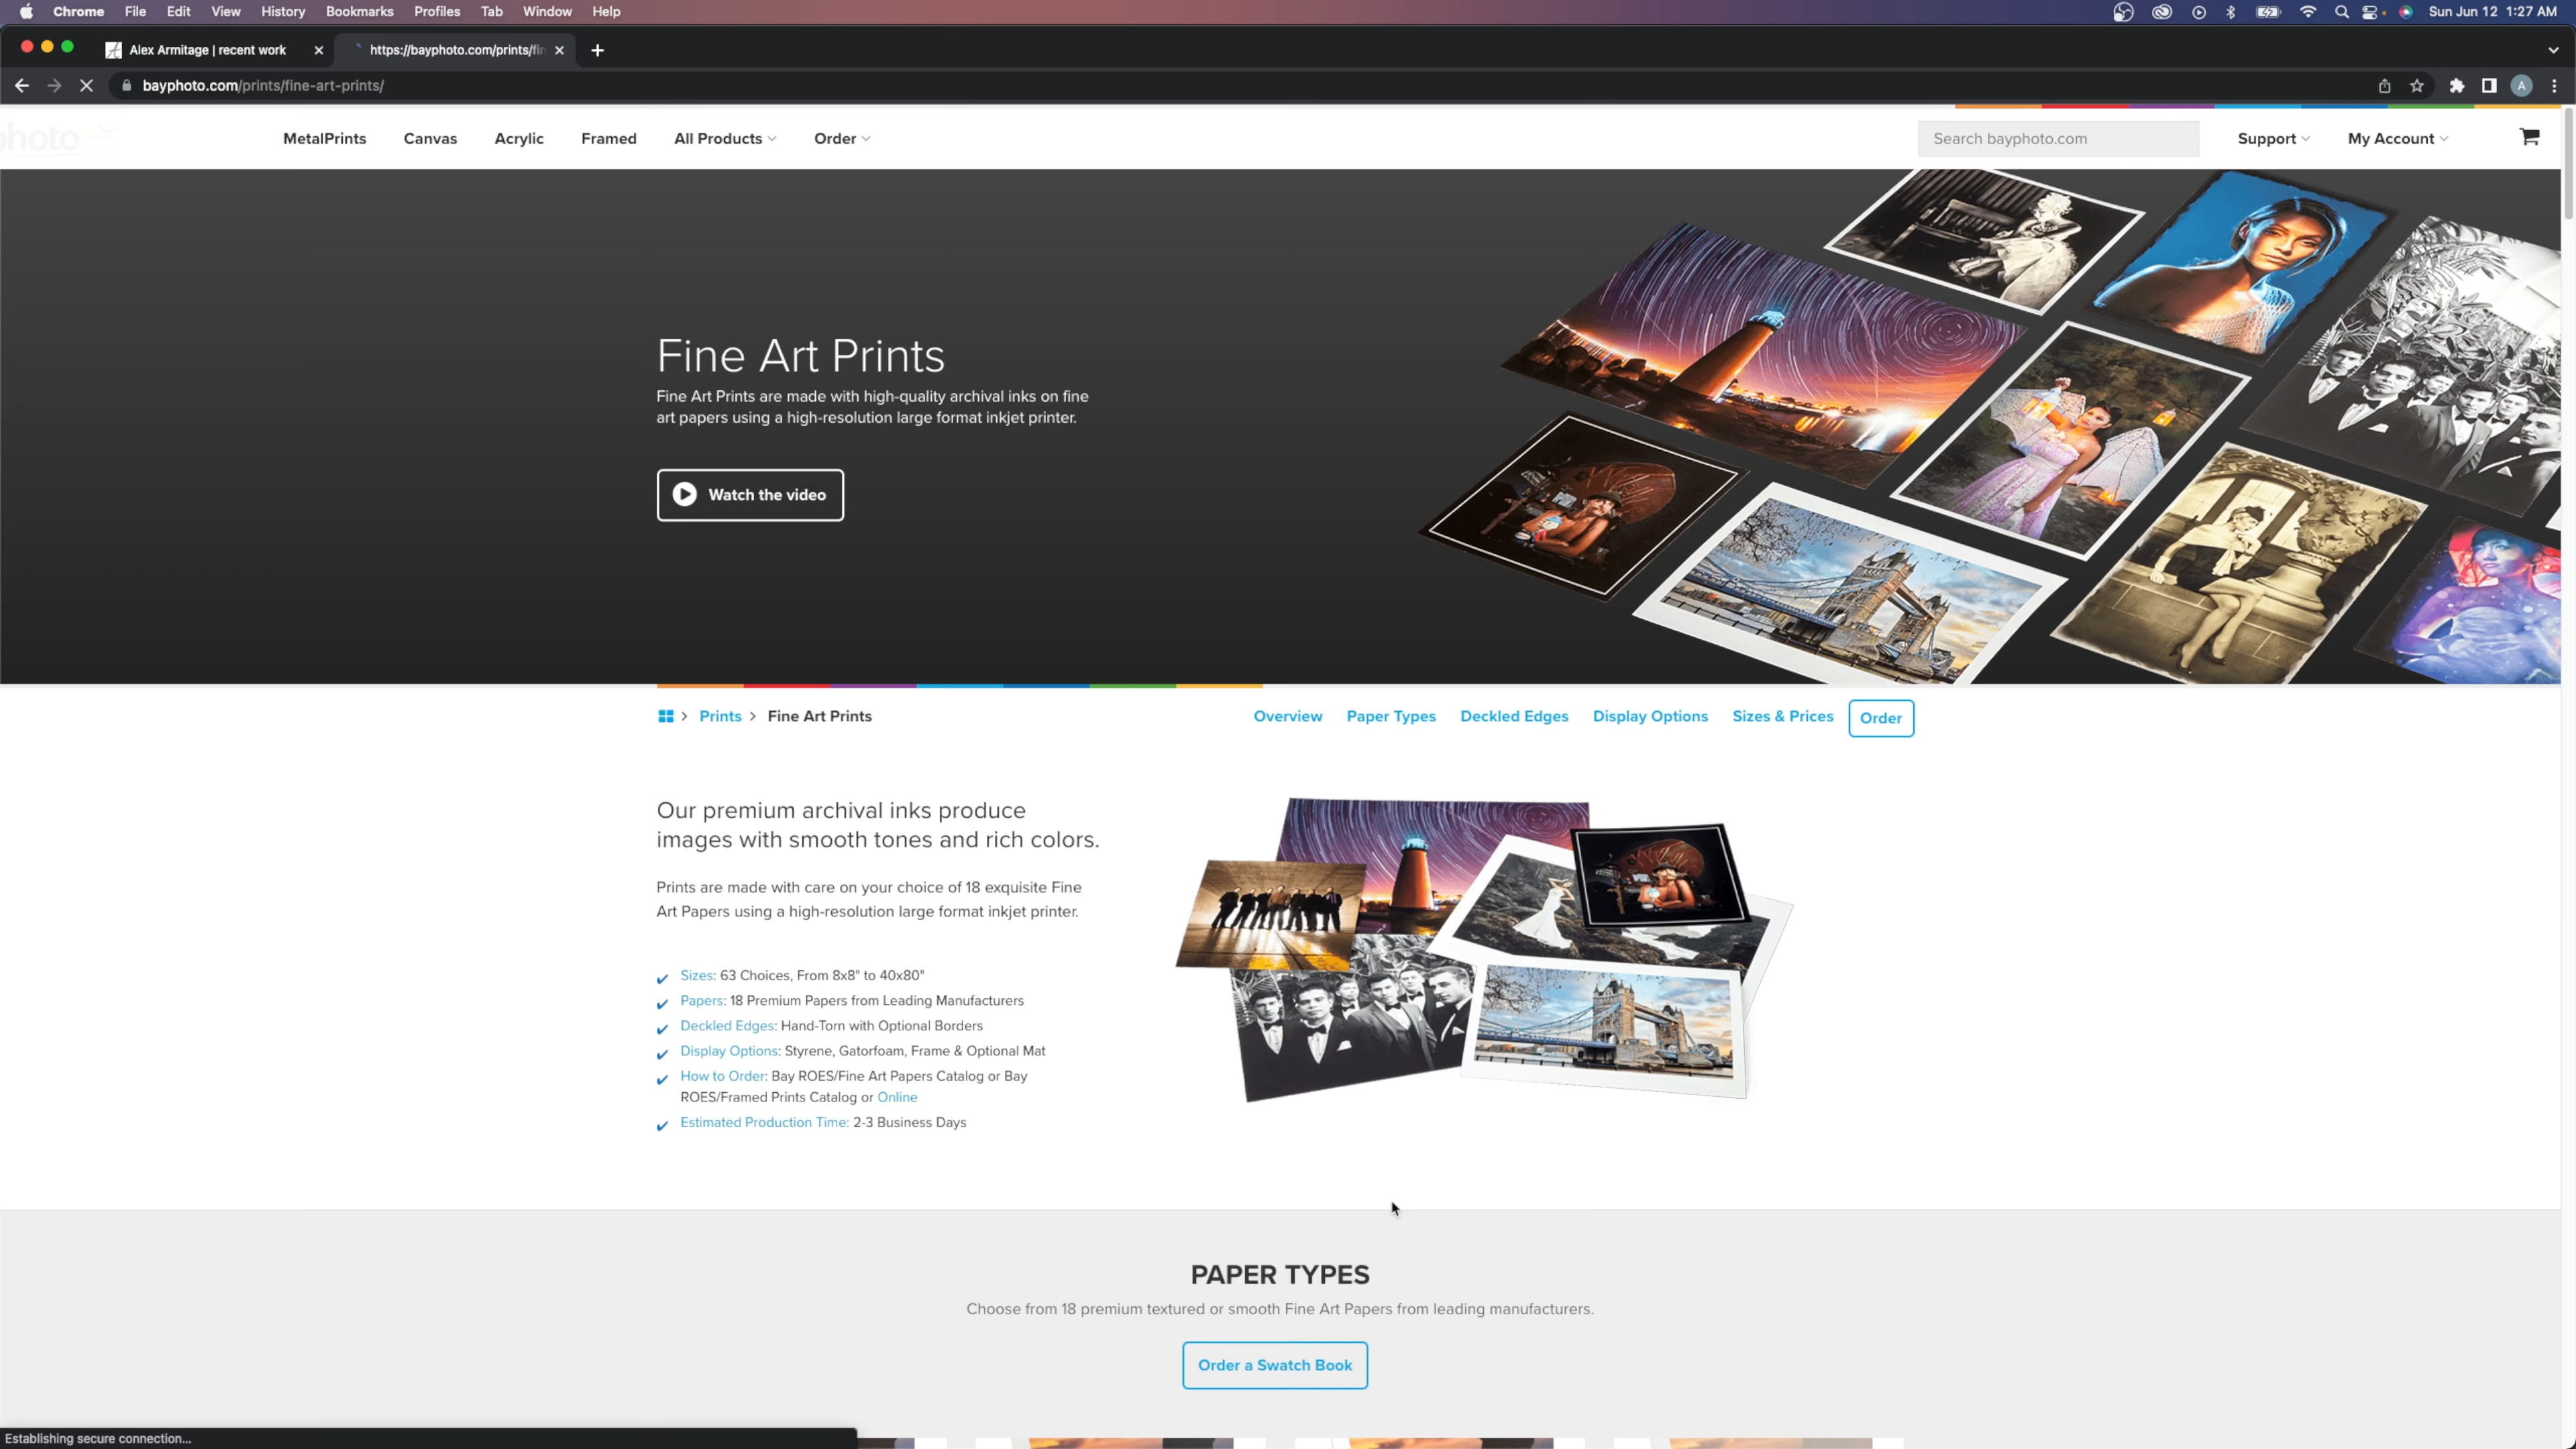 Chrome File Edit View History Bookmarks Profiles Tab Window Help Sun Jun 12 1:27 AM
Alex Armitage | recent work https://bayphoto.com/prints/fin
bayphoto.com/prints/fine-art-prints/ A
photo MetalPrints Canvas Acrylic Framed All Products Order Search bayphoto.com Support My Account
Fine Art Prints
Fine Art Prints are made with high-quality archival inks on fine
art papers using a high-resolution large format inkjet printer.
Watch the video
> Prints > Fine Art Prints Overview Paper Types Deckled Edges Display Options Sizes & Prices Order
Our premium archival inks produce
images with smooth tones and rich colors.
Prints are made with care on your choice of 18 exquisite Fine
Art Papers using a high-resolution large format inkjet printer.
Sizes: 63 Choices, From 8x8" to 40x80"
Papers: 18 Premium Papers from Leading Manufacturers
Deckled Edges: Hand-Torn with Optional Borders
Display Options: Styrene, Gatorfoam, Frame & Optional Mat
How to Order: Bay ROES/Fine Art Papers Catalog or Bay
ROES/Framed Prints Catalog or Online
Estimated Production Time: 2-3 Business Days
PAPER TYPES
Choose from 18 premium textured or smooth Fine Art Papers from leading manufacturers.
Order a Swatch Book
Establishing secure connection...